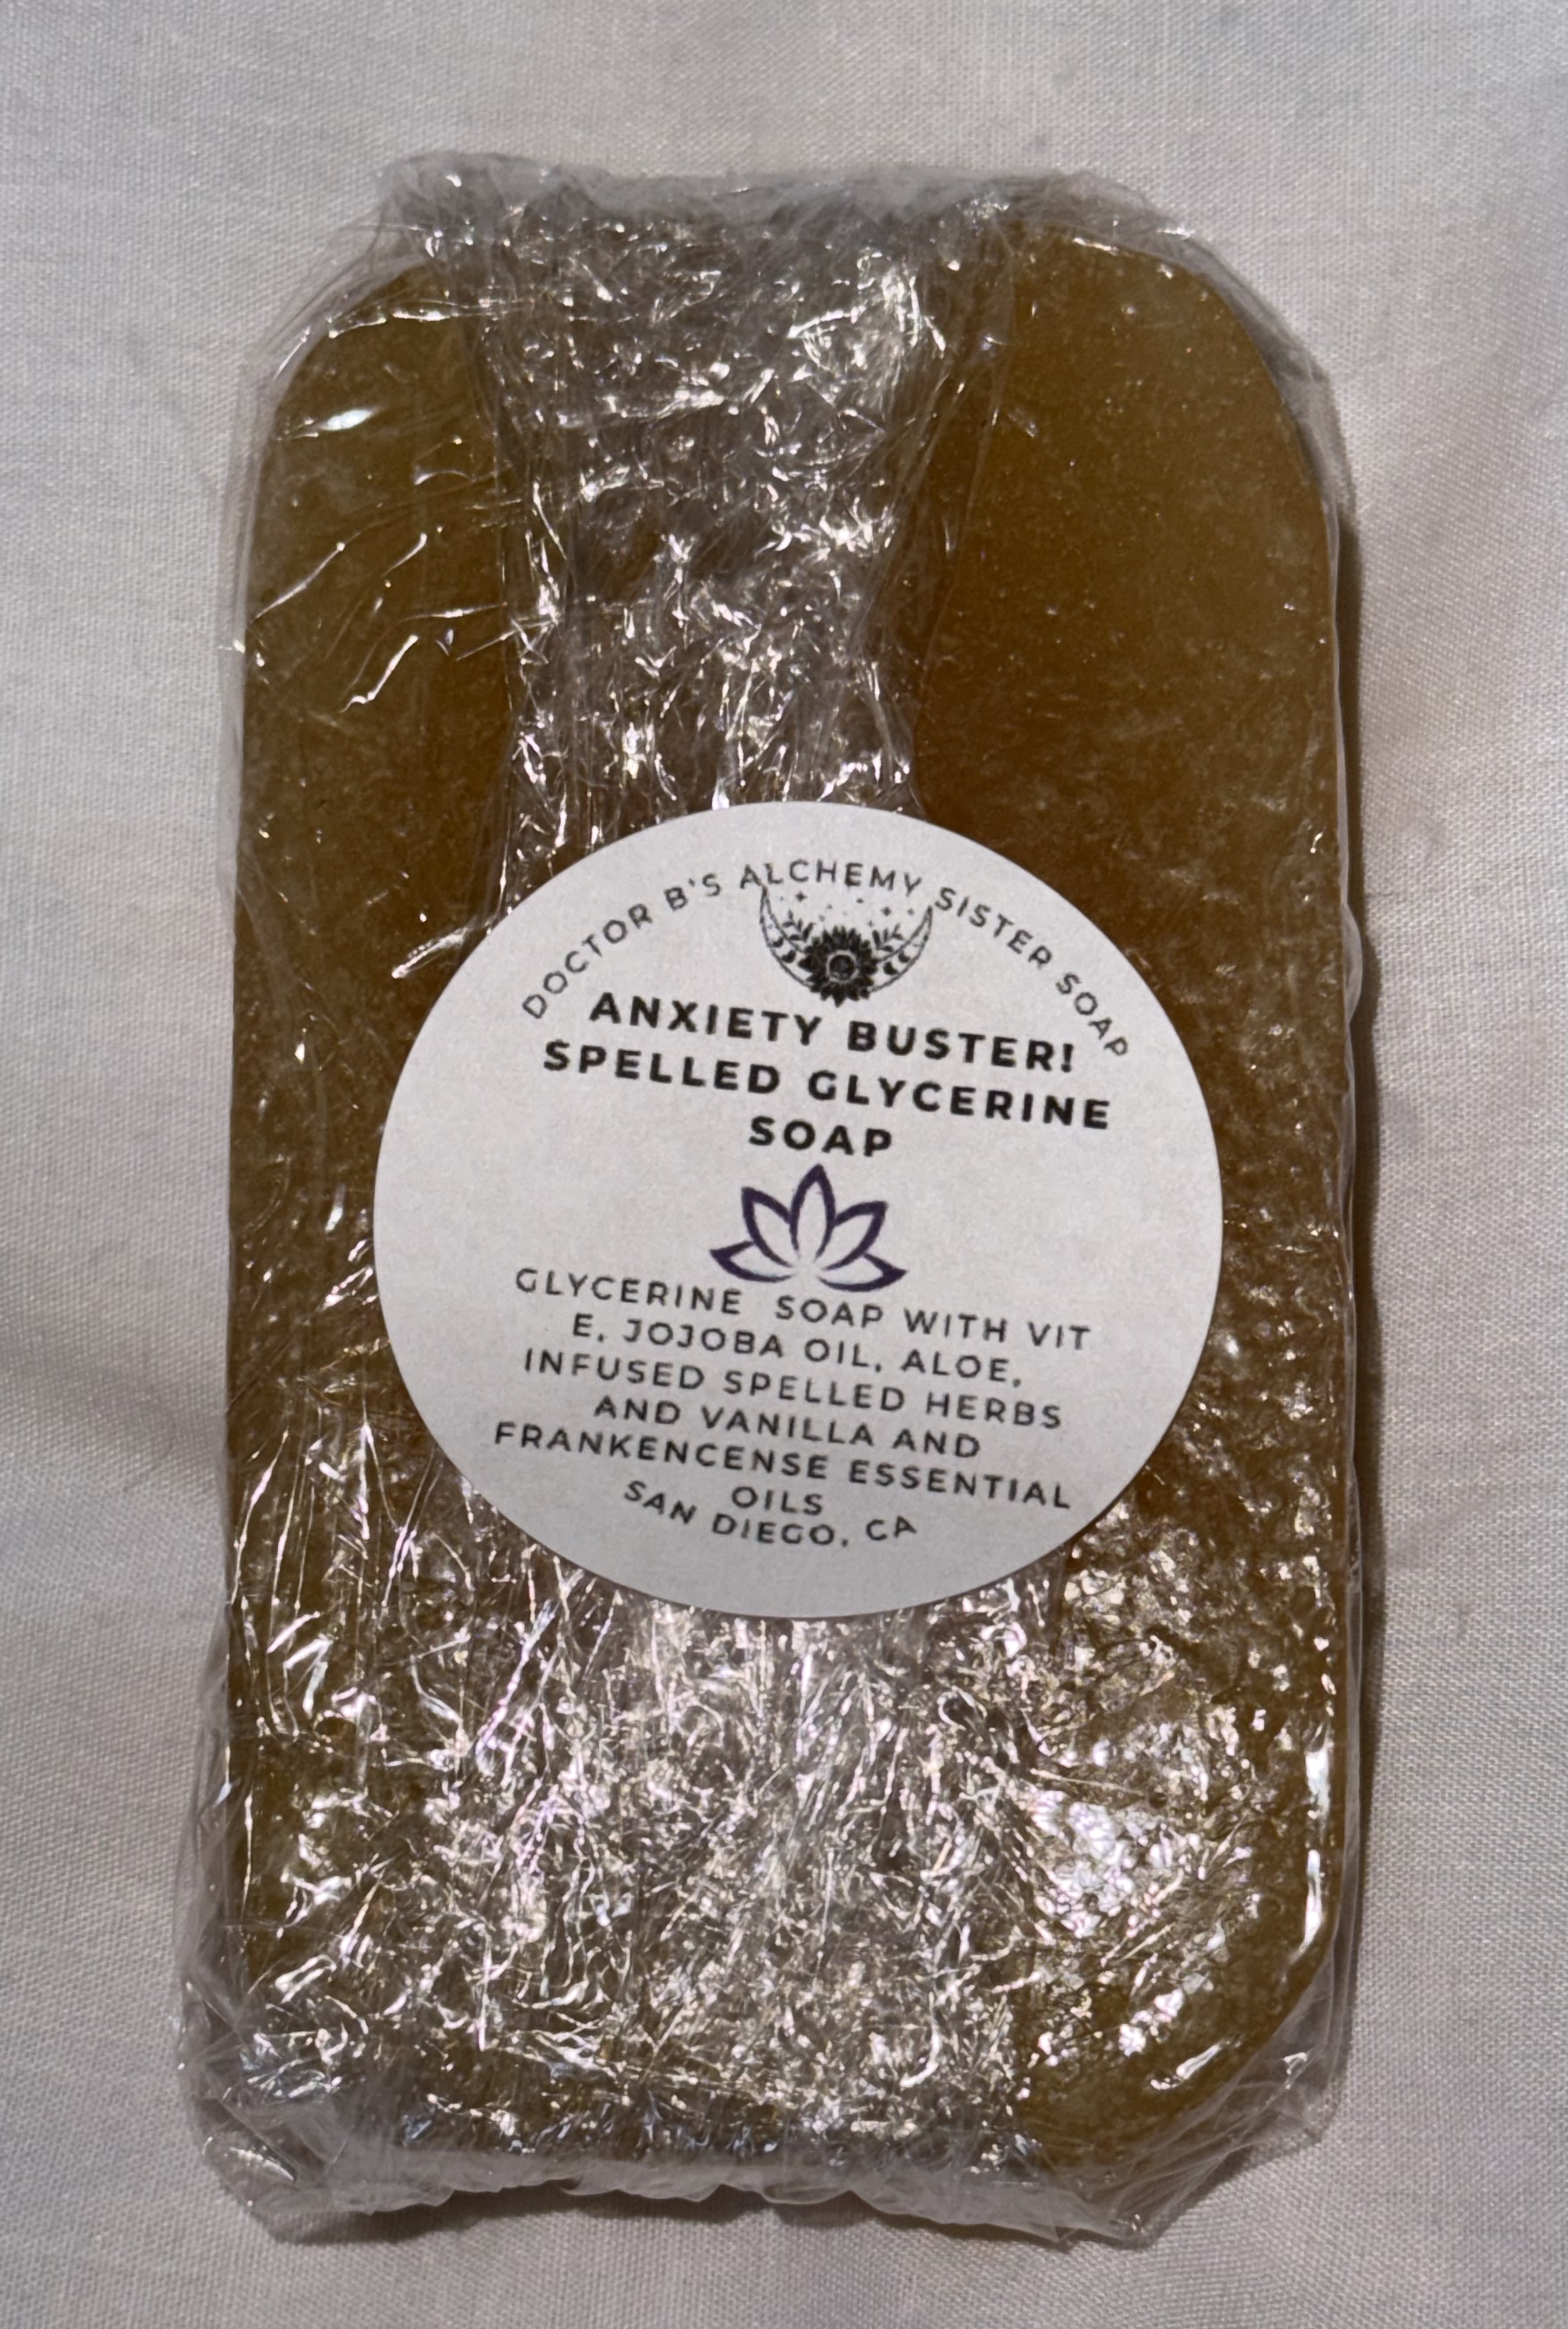 DOCTOR B'S ALCHEMY SISTER SOAP
ANXIETY BUSTER!
SPELLED GLYCERINE
SOAP
GLYCERINE SOAP WITH VIT
E, JOJOBA OIL, ALOE,
INFUSED SPELLED HERBS
AND VANILLA AND
FRANKENCENSE ESSENTIAL
OILS
SAN DIEGO, CA